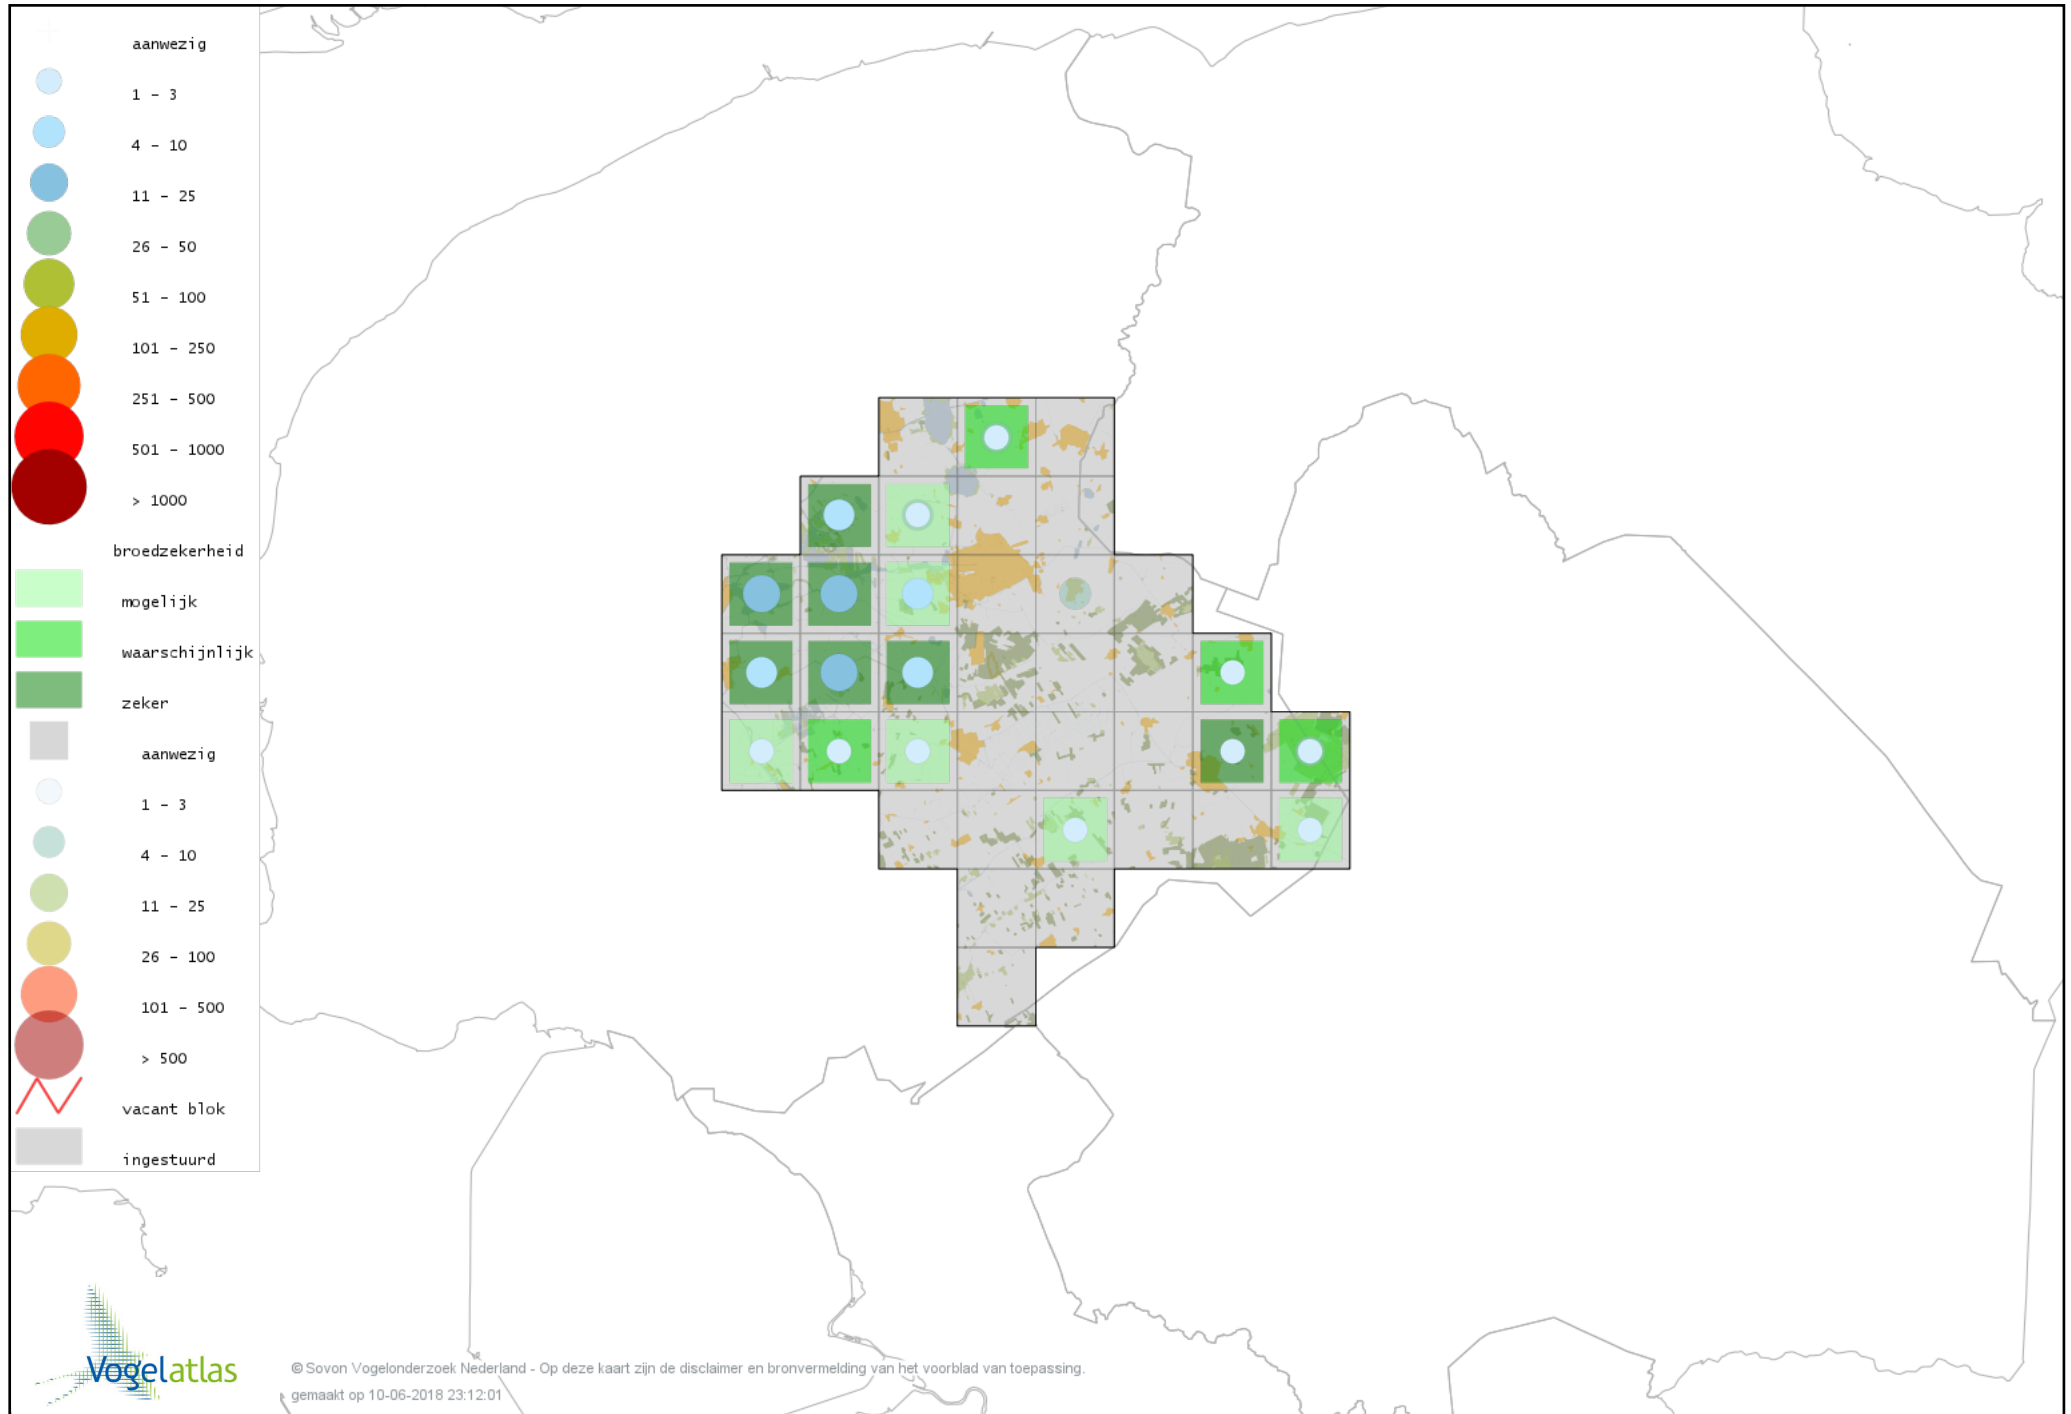 aanwezig
1 - 3
4 - 10
11 - 25
26 - 50
51 - 100
101 - 250
251 - 500
501 - 1000
> 1000
broedzekerheid
mogelijk
waarschijnlijk
zeker
aanwezig
1 - 3
4 - 10
11 - 25
26 - 100
101 - 500
> 500
vacant blok
ingestuurd
Vogelatlas
© Sovon Vogelonderzoek Nederland - Op deze kaart zijn de disclaimer en bronvermelding van het voorblad van toepassing.
gemaakt op 10-06-2018 23:12:01